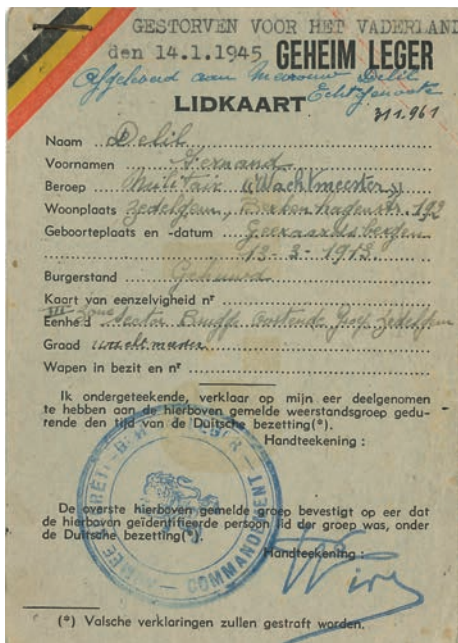 GESTORVEN VOOR HET VADERLAND
den 14.1.1945 GEHEIM LEGER
Afgeleverd aan Mevrouw Delil
Echtgenoote
LIDKAART
Naam Delil
Voornamen Fernand
Beroep Militair "Wachtmeester"
Woonplaats Zedelgem, Berkenhagenstr. 192
Geboorteplaats en -datum Geeraardsbergen
13-3-1913
Burgerstand Gehuwd
Kaart van eenzelvigheid nr
III Zone
Eenheid Sector Brugge Oostende Groep Zedelgem
Graad wachtmeester
Wapen in bezit en nr
Ik ondergeteekende, verklaar op mijn eer deelgenomen
te hebben aan de hierboven gemelde weerstandsgroep gedu-
rende den tijd van de Duitsche bezetting(*).
Handteekening :
COMMANDEMENT
De overste hierboven gemelde groep bevestigt op eer dat
de hierboven geïdentifieerde persoon lid der groep was, onder
de Duitsche bezetting(*).
Handteekening :
(*) Valsche verklaringen zullen gestraft worden.